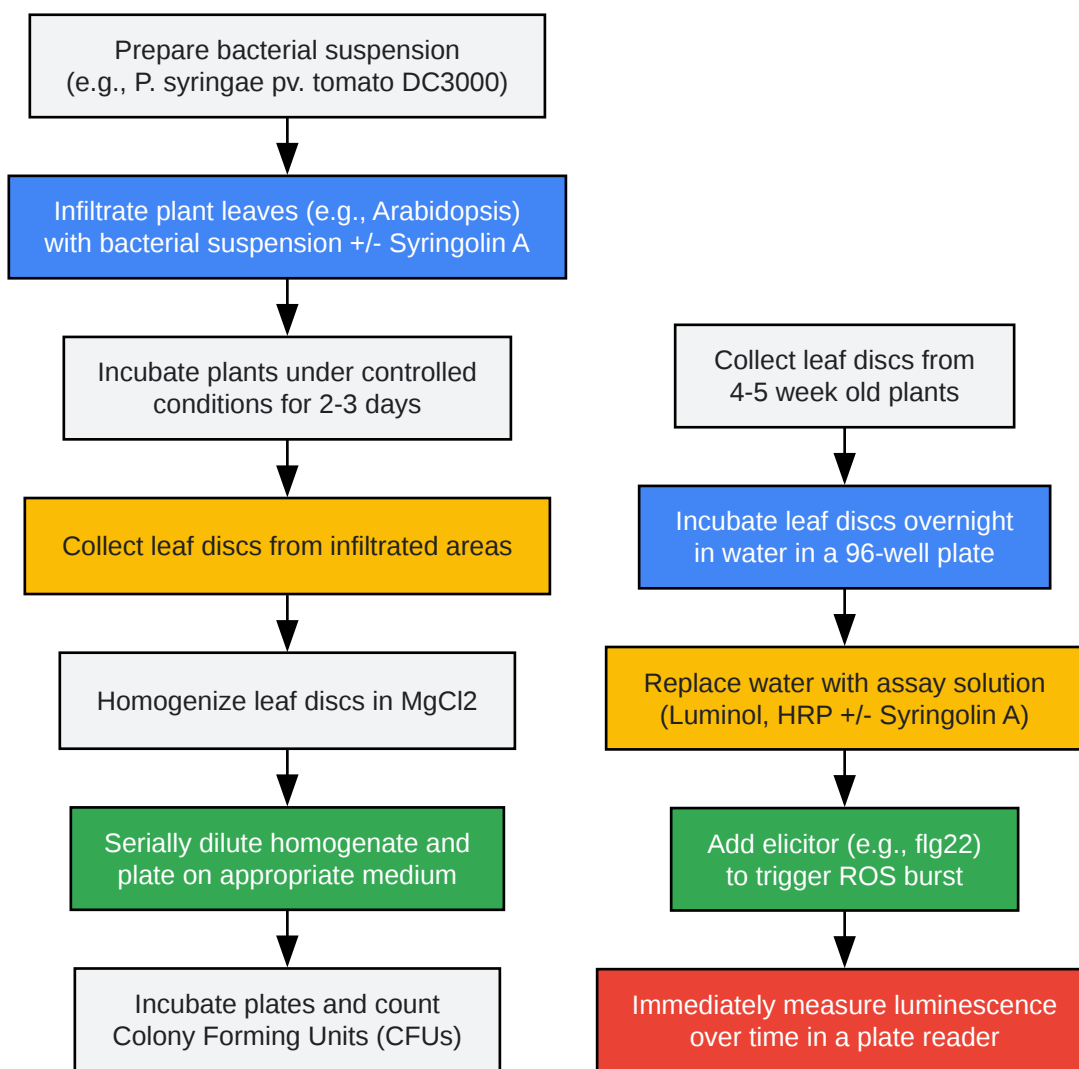 Prepare bacterial suspension
(e.g., P. syringae pv. tomato DC3000)
Infiltrate plant leaves (e.g., Arabidopsis)
with bacterial suspension +/- Syringolin A
Incubate plants under controlled
conditions for 2-3 days
Collect leaf discs from infiltrated areas
Homogenize leaf discs in MgCl2
Serially dilute homogenate and
plate on appropriate medium
Incubate plates and count
Colony Forming Units (CFUs)
Collect leaf discs from
4-5 week old plants
Incubate leaf discs overnight
in water in a 96-well plate
Replace water with assay solution
(Luminol, HRP +/- Syringolin A)
Add elicitor (e.g., flg22)
to trigger ROS burst
Immediately measure luminescence
over time in a plate reader